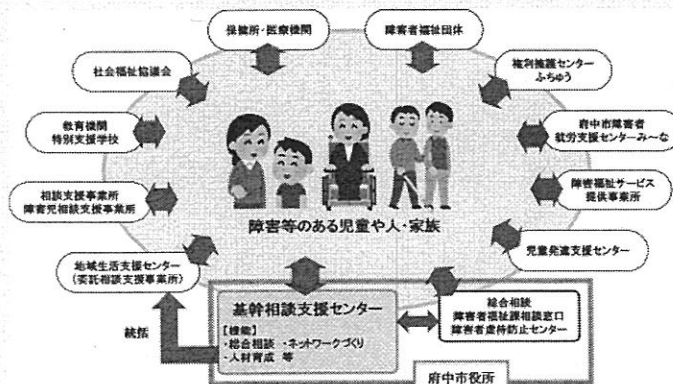 保健所・医療機関
障害者福祉団体
社会福祉協議会
権利擁護センター
ふちゅう
教育機関
特別支援学校
府中市障害者
就労支援センターみ～な
相談支援事業所
障害児相談支援事業所
障害福祉サービス
提供事業所
障害等のある児童や人・家族
地域生活支援センター
(委託相談支援事業所)
児童発達支援センター
統括
基幹相談支援センター
【機能】
・総合相談 ・ネットワークづくり
・人材育成 等
総合相談
障害者福祉課相談窓口
障害者虐待防止センター
府中市役所